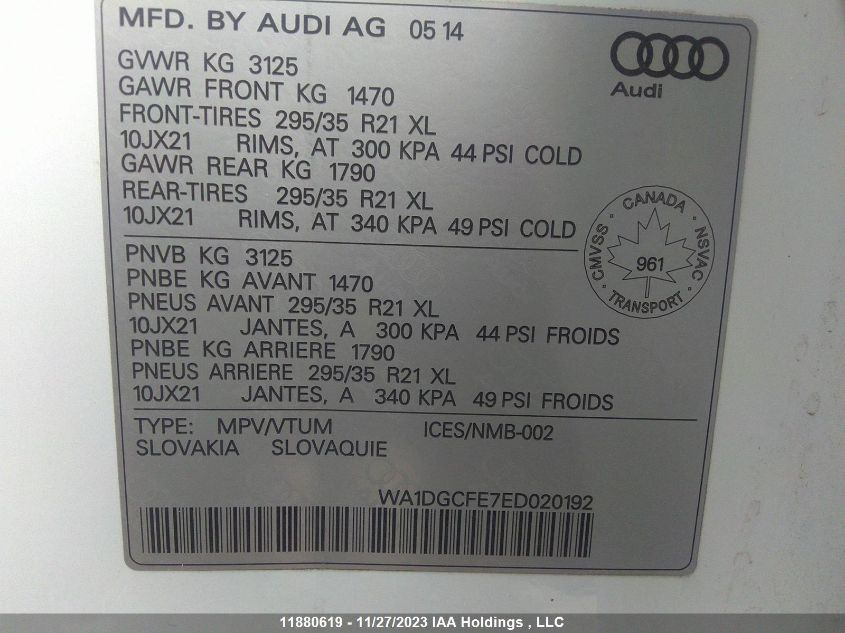 MFD. BY AUDI AG 05 14
Audi
GVWR KG 3125
GAWR FRONT KG 1470
FRONT-TIRES 295/35 R21 XL
10JX21 RIMS, AT 300 KPA 44 PSI COLD
GAWR REAR KG 1790
REAR-TIRES 295/35 R21 XL
10JX21 RIMS, AT 340 KPA 49 PSI COLD
CANADA
CMVSS 961 NSVAC
TRANSPORT
PNVB KG 3125
PNBE KG AVANT 1470
PNEUS AVANT 295/35 R21 XL
10JX21 JANTES, A 300 KPA 44 PSI FROIDS
PNBE KG ARRIERE 1790
PNEUS ARRIERE 295/35 R21 XL
10JX21 JANTES, A 340 KPA 49 PSI FROIDS
TYPE: MPV/VTUM ICES/NMB-002
SLOVAKIA SLOVAQUIE
WA1DGCFE7ED020192
11880619 - 11/27/2023 IAA Holdings , LLC